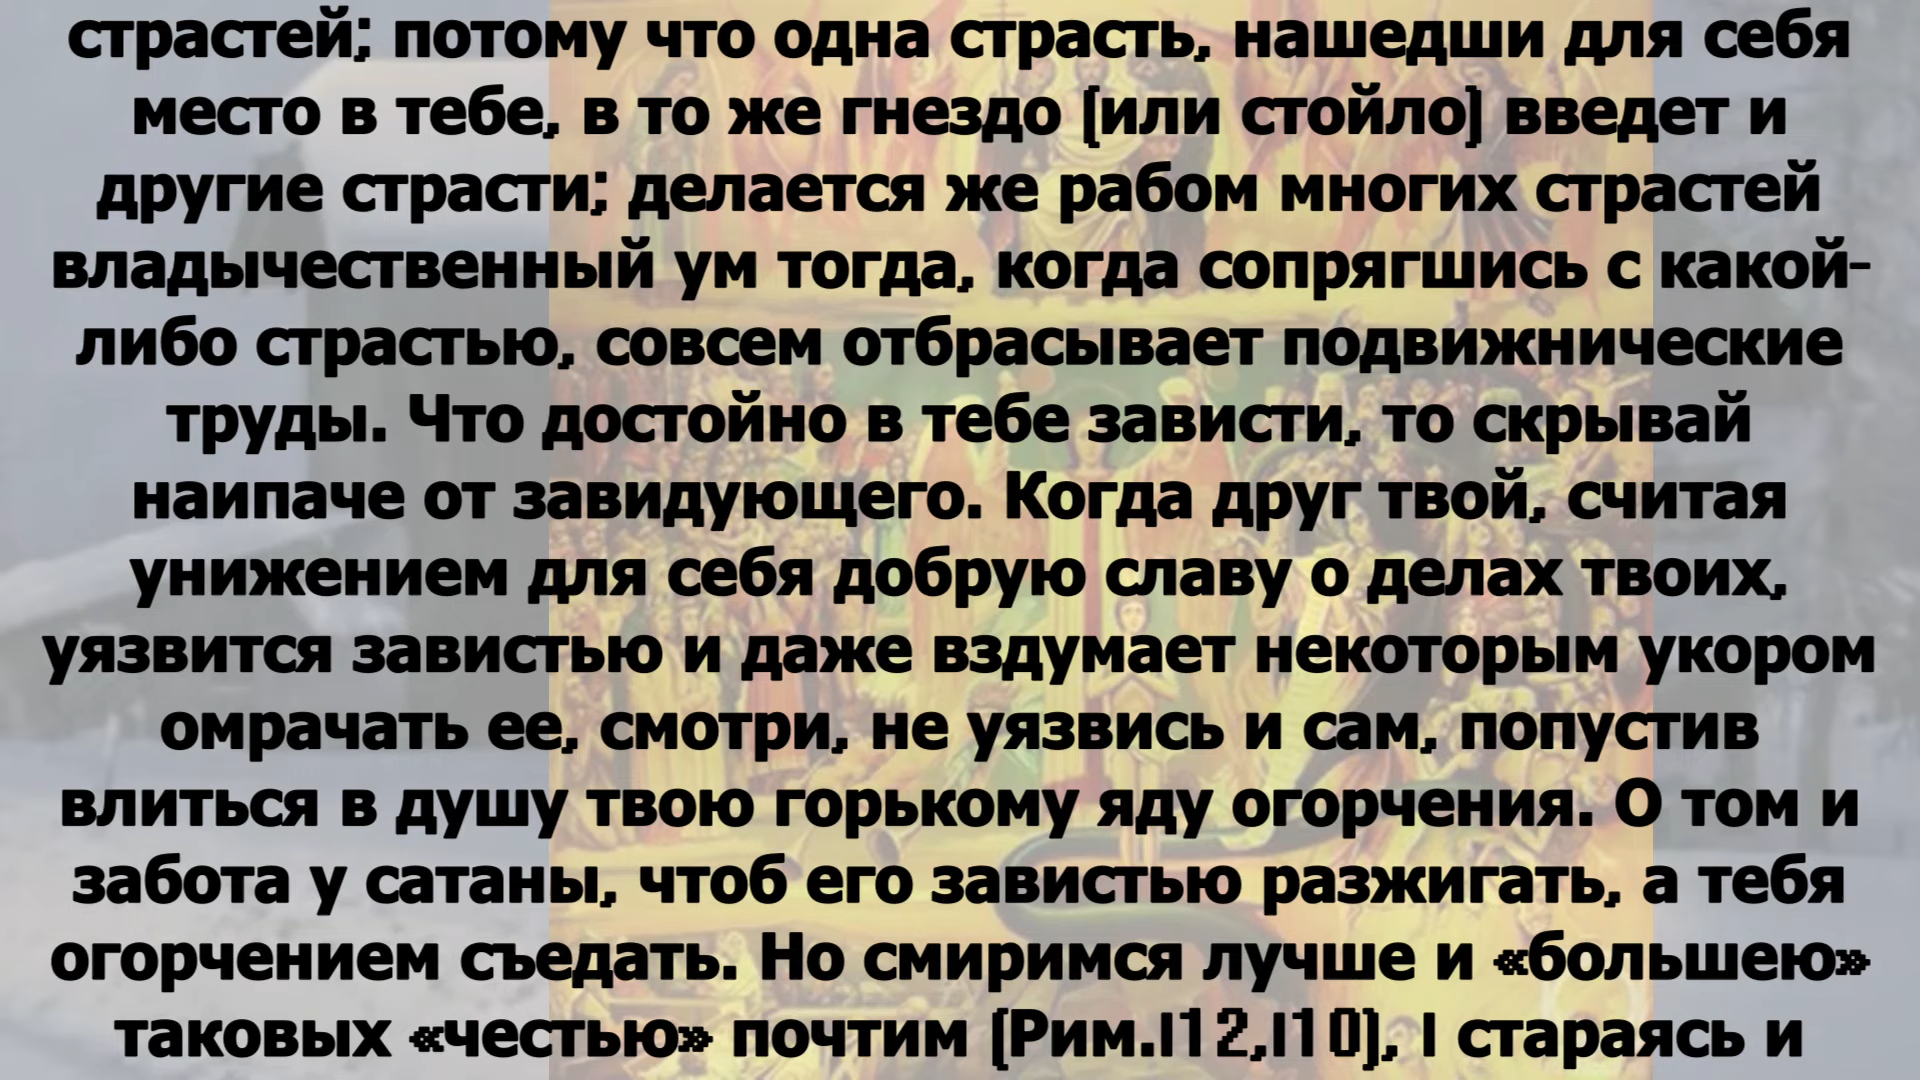 страстей; потому что одна страсть, нашедши для себя
место в тебе, в то же гнездо (или стойло) введет и
другие страсти; делается же рабом многих страстей
владычественный ум тогда, когда сопрягшись с какой-
либо страстью, совсем отбрасывает подвижнические
труды. Что достойно в тебе зависти, то скрывай
наипаче от завидующего. Когда друг твой, считая
унижением для себя добрую славу о делах твоих,
уязвится завистью и даже вздумает некоторым укором
омрачать ее, смотри, не уязвись и сам, попустив
влиться в душу твою горькому яду огорчения. О том и
забота у сатаны, чтоб его завистью разжигать, а тебя
огорчением съедать. Но смиримся лучше и «большею»
таковых «честью» почтим (Рим.|12,|10), | стараясь и